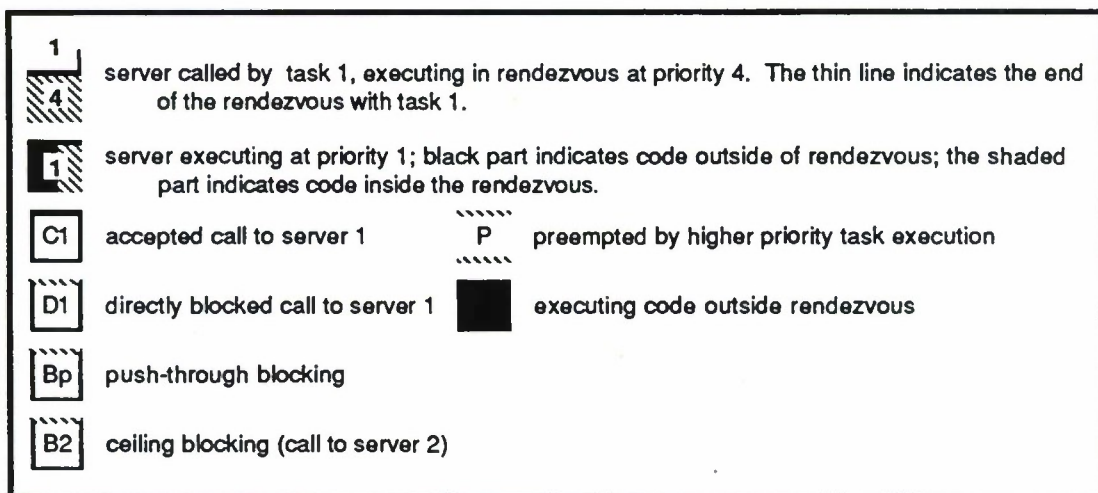 1
4
server called by task 1, executing in rendezvous at priority 4. The thin line indicates the end
of the rendezvous with task 1.
1
server executing at priority 1; black part indicates code outside of rendezvous; the shaded
part indicates code inside the rendezvous.
C1 accepted call to server 1 P preempted by higher priority task execution
D1 directly blocked call to server 1 executing code outside rendezvous
Bp push-through blocking
B2 ceiling blocking (call to server 2)